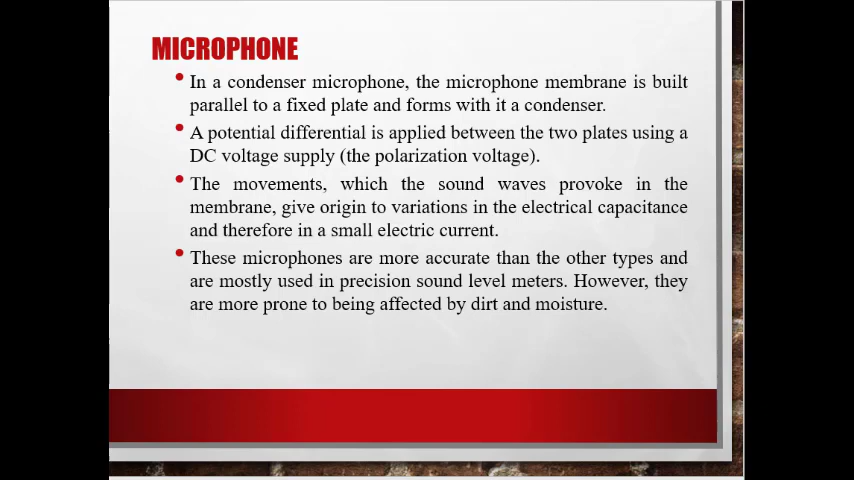 MICROPHONE
• In a condenser microphone, the microphone membrane is built
parallel to a fixed plate and forms with it a condenser.
• A potential differential is applied between the two plates using a
DC voltage supply (the polarization voltage).
• The movements, which the sound waves provoke in the
membrane, give origin to variations in the electrical capacitance
and therefore in a small electric current.
• These microphones are more accurate than the other types and
are mostly used in precision sound level meters. However, they
are more prone to being affected by dirt and moisture.